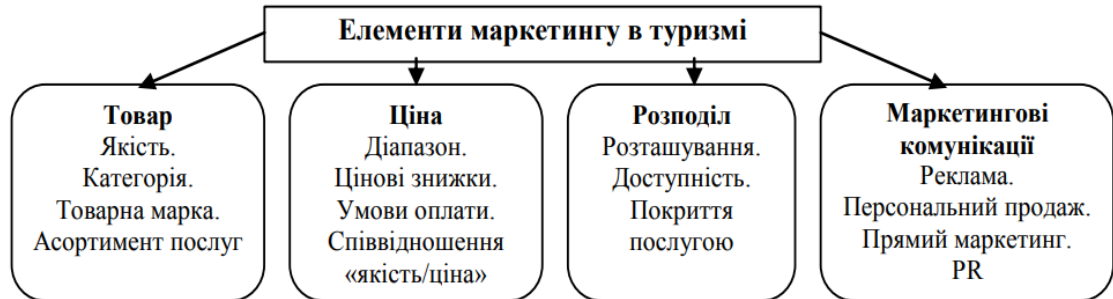 Елементи маркетингу в туризмі
Товар
Якість.
Категорія.
Товарна марка.
Асортимент послуг
Ціна
Діапазон.
Цінові знижки.
Умови оплати.
Співвідношення
«якість/ціна»
Розподіл
Розташування.
Доступність.
Покриття
послугою
Маркетингові
комунікації
Реклама.
Персональний продаж.
Прямий маркетинг.
PR